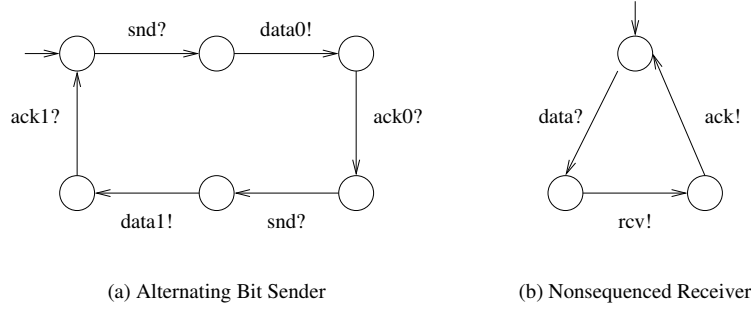 snd?
data0!
ack1?
ack0?
data1!
snd?
data?
ack!
rcv!
(a) Alternating Bit Sender
(b) Nonsequenced Receiver